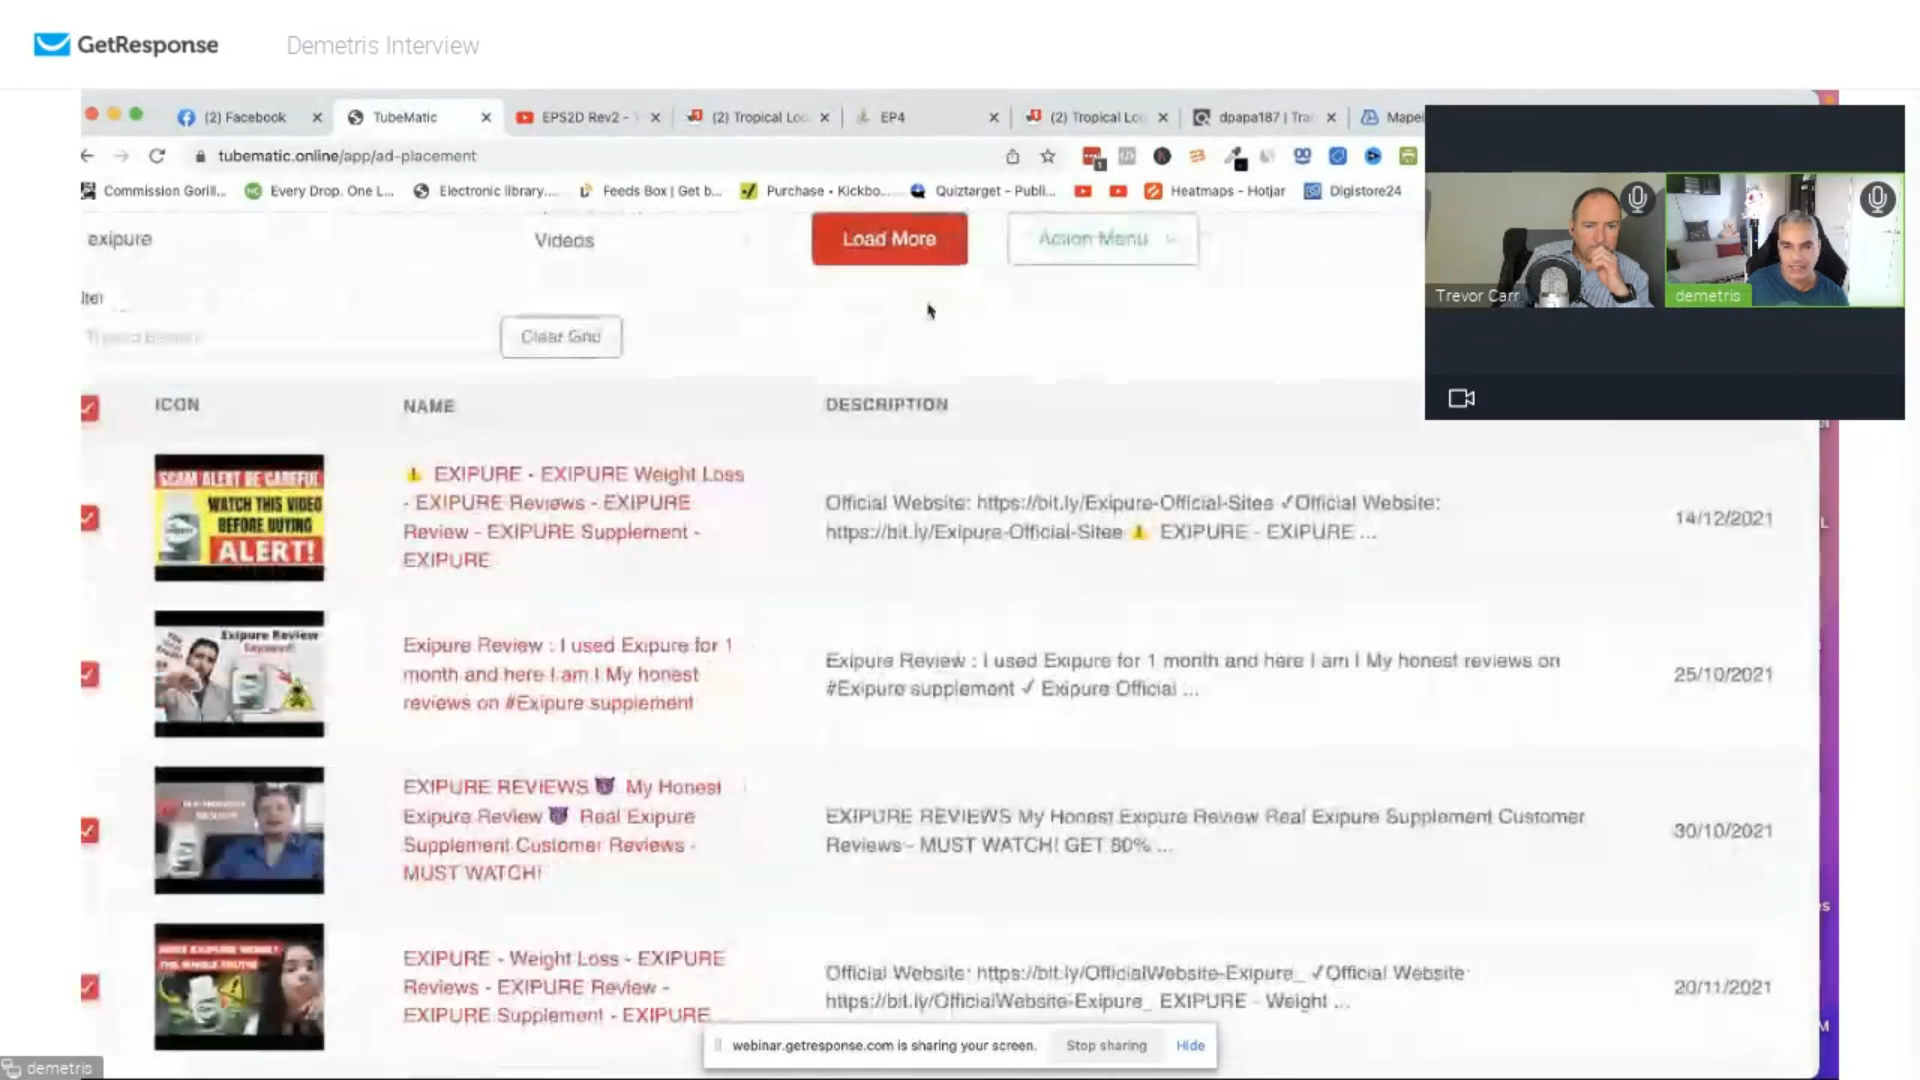 GetResponse
Demetris Interview
(2) Facebook
TubeMatic
EPS2D Rev2 -
(2) Tropical Loc
EP4
(2) Tropical Lou
dpapa187 | Trac
tubematic.online/app/ad-placement
Commission Gorill...
Every Drop. One L...
Electronic library....
Feeds Box | Get b...
Purchase • Kickbo...
Quiztarget - Publi...
Heatmaps - Hotjar
Digistore24
exipure
Videos
Load More
Action Menu
Clear Grid
Trevor Carr
demetris
ICON
NAME
DESCRIPTION
SCAM ALERT BE CAREFUL
WATCH THIS VIDEO
BEFORE BUYING
ALERT!
EXIPURE - EXIPURE Weight Loss
- EXIPURE Reviews - EXIPURE
Review - EXIPURE Supplement -
EXIPURE
Official Website: https://bit.ly/Exipure-Official-Sitee ✓Official Website:
https://bit.ly/Exipure-Official-Sitee ⚠ EXIPURE - EXIPURE ...
14/12/2021
Exipure Review
Exipure Review : I used Exipure for 1
month and here I am I My honest
reviews on #Exipure supplement
Exipure Review : I used Exipure for 1 month and here I am I My honest reviews on
#Exipure supplement ✓ Exipure Official ...
25/10/2021
EXIPURE REVIEWS 😈 My Honest
Exipure Review 😈 Real Exipure
Supplement Customer Reviews -
MUST WATCH!
EXIPURE REVIEWS My Honest Exipure Review Real Exipure Supplement Customer
Reviews - MUST WATCH! GET 80% ...
30/10/2021
EXIPURE - Weight Loss - EXIPURE
Reviews - EXIPURE Review -
EXIPURE Supplement - EXIPURE...
Official Website: https://bit.ly/OfficialWebsite-Exipure_ ✓Official Website:
https://bit.ly/OfficialWebsite-Exipure_ EXIPURE - Weight ...
20/11/2021
webinar.getresponse.com is sharing your screen.
Stop sharing
Hide
demetris